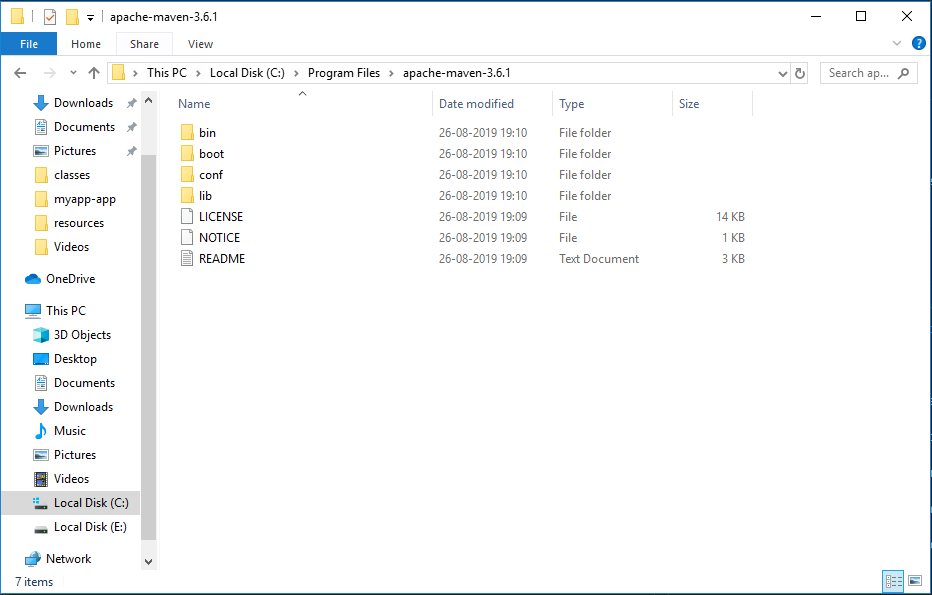 apache-maven-3.6.1
File Home Share View
This PC Local Disk (C:) Program Files apache-maven-3.6.1 Search ap...
Downloads
Documents
Pictures
classes
myapp-app
resources
Videos
OneDrive
This PC
3D Objects
Desktop
Documents
Downloads
Music
Pictures
Videos
Local Disk (C:)
Local Disk (E:)
Network
Name Date modified Type Size
bin 26-08-2019 19:10 File folder
boot 26-08-2019 19:10 File folder
conf 26-08-2019 19:10 File folder
lib 26-08-2019 19:10 File folder
LICENSE 26-08-2019 19:09 File 14 KB
NOTICE 26-08-2019 19:09 File 1 KB
README 26-08-2019 19:09 Text Document 3 KB
7 items